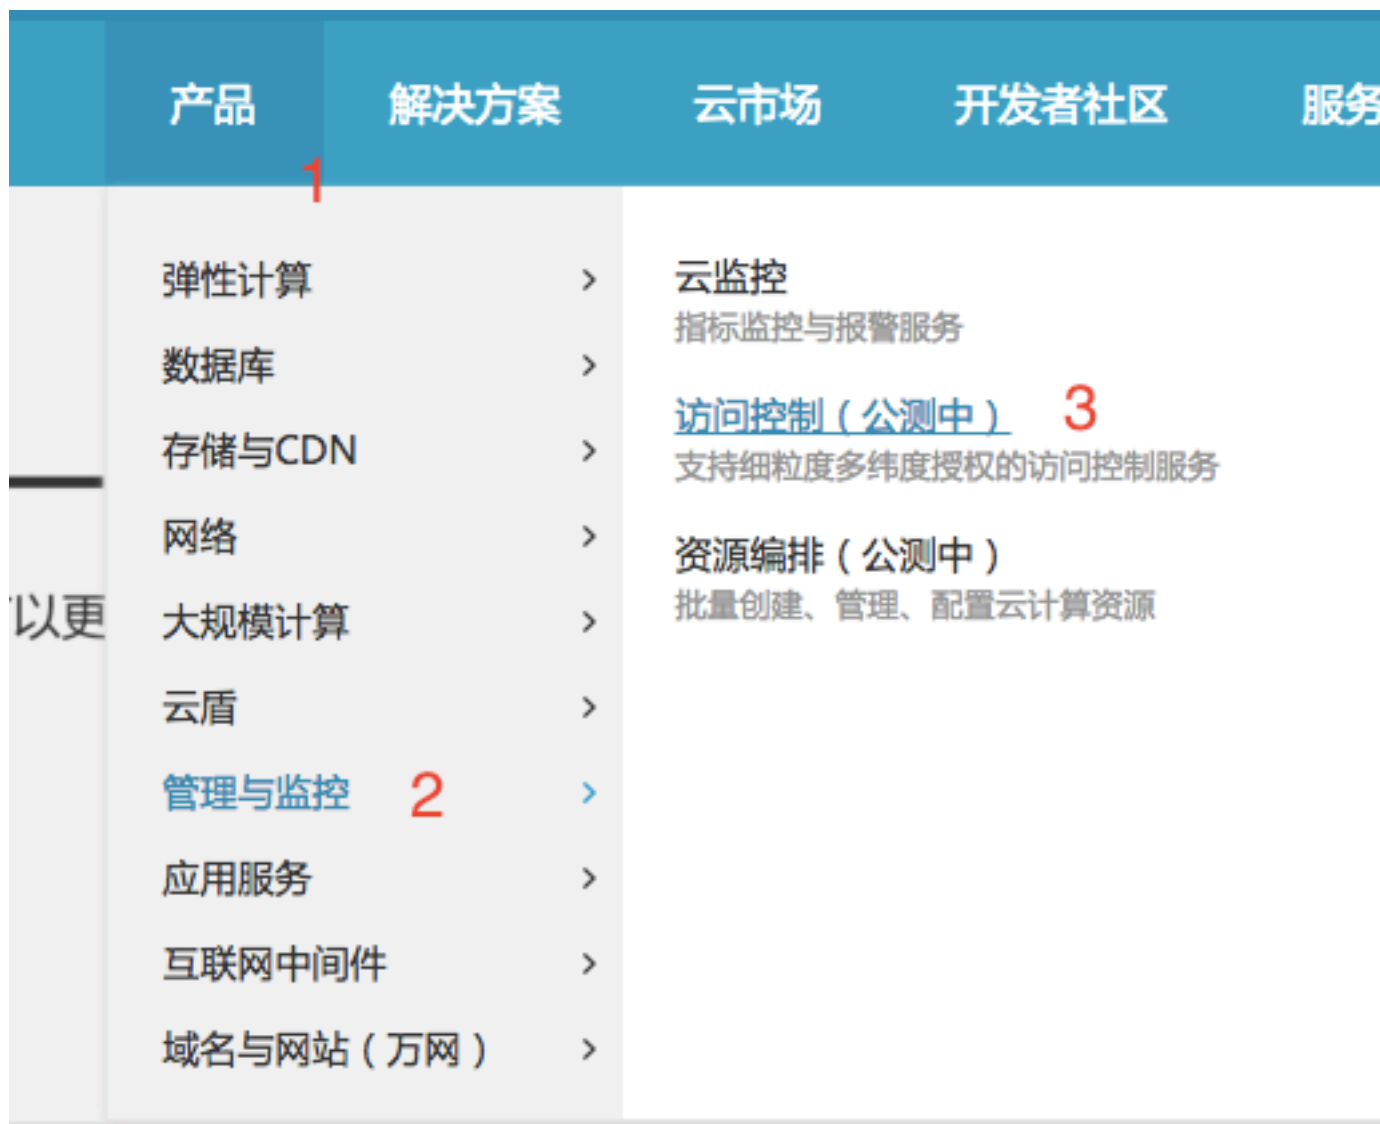 产品 解决方案 云市场 开发者社区 服务
1
弹性计算 >
数据库 >
存储与CDN >
网络 >
大规模计算 >
云盾 >
管理与监控 2 >
应用服务 >
互联网中间件 >
域名与网站（万网） >
云监控
指标监控与报警服务
访问控制（公测中） 3
支持细粒度多纬度授权的访问控制服务
资源编排（公测中）
批量创建、管理、配置云计算资源
以更